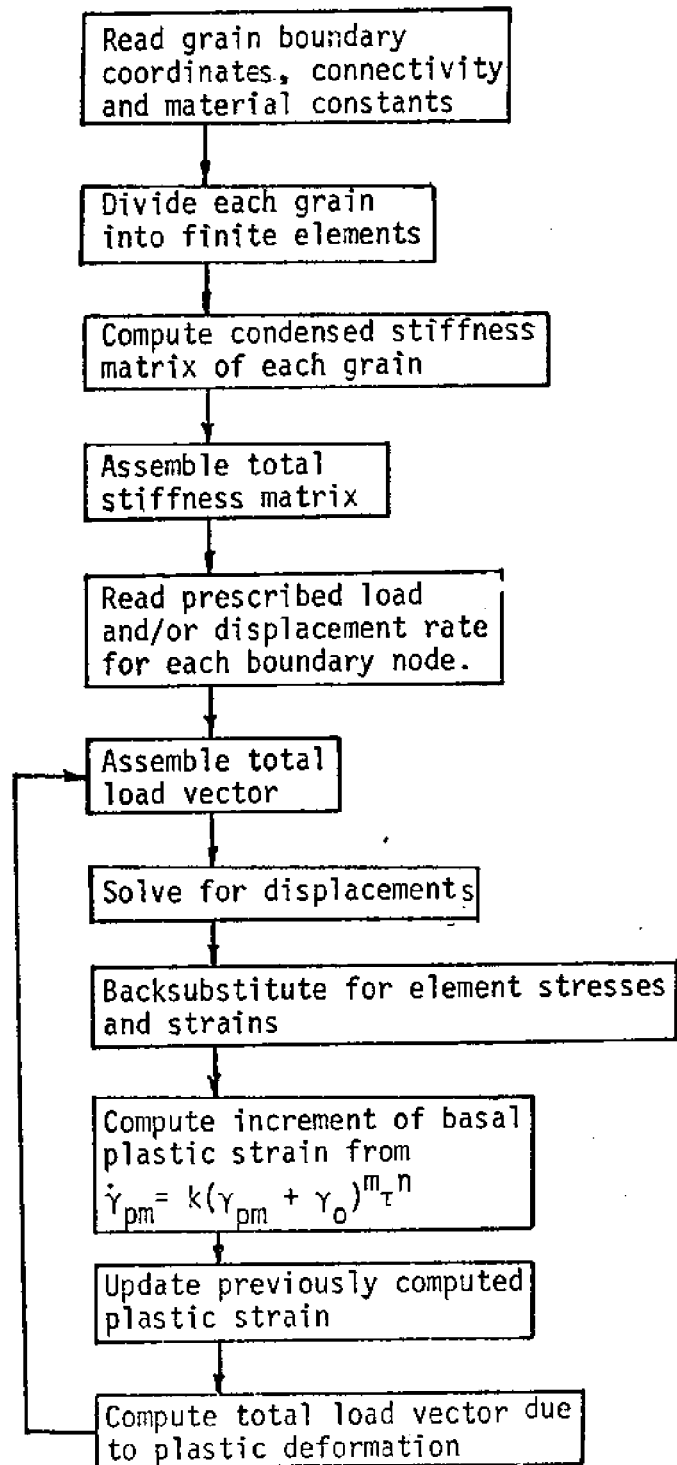 Read grain boundary
coordinates, connectivity
and material constants
Divide each grain
into finite elements
Compute condensed stiffness
matrix of each grain
Assemble total
stiffness matrix
Read prescribed load
and/or displacement rate
for each boundary node.
Assemble total
load vector
Solve for displacements
Backsubstitute for element stresses
and strains
Compute increment of basal
plastic strain from
γ̇pm = k(γpm + γo)^m τ^n
Update previously computed
plastic strain
Compute total load vector due
to plastic deformation